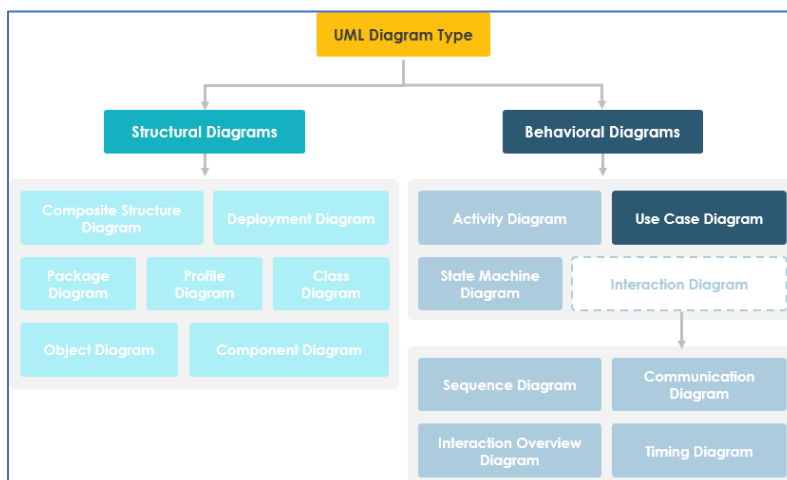 UML Diagram Type
Structural Diagrams
Behavioral Diagrams
Composite Structure
Diagram
Deployment Diagram
Package
Diagram
Profile
Diagram
Class
Diagram
Object Diagram
Component Diagram
Activity Diagram
Use Case Diagram
State Machine
Diagram
Interaction Diagram
Sequence Diagram
Communication
Diagram
Interaction Overview
Diagram
Timing Diagram